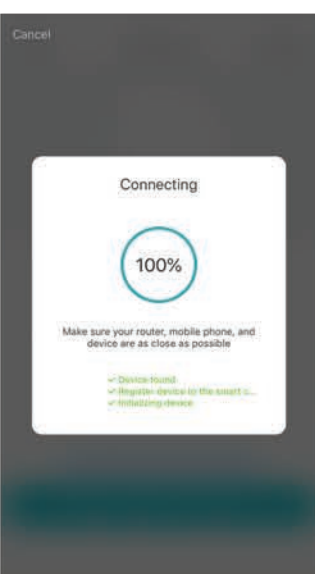 Cancel
Connecting
100%
Make sure your router, mobile phone, and
device are as close as possible
✓ Device found
✓ Register device to the smart c...
✓ Initializing device